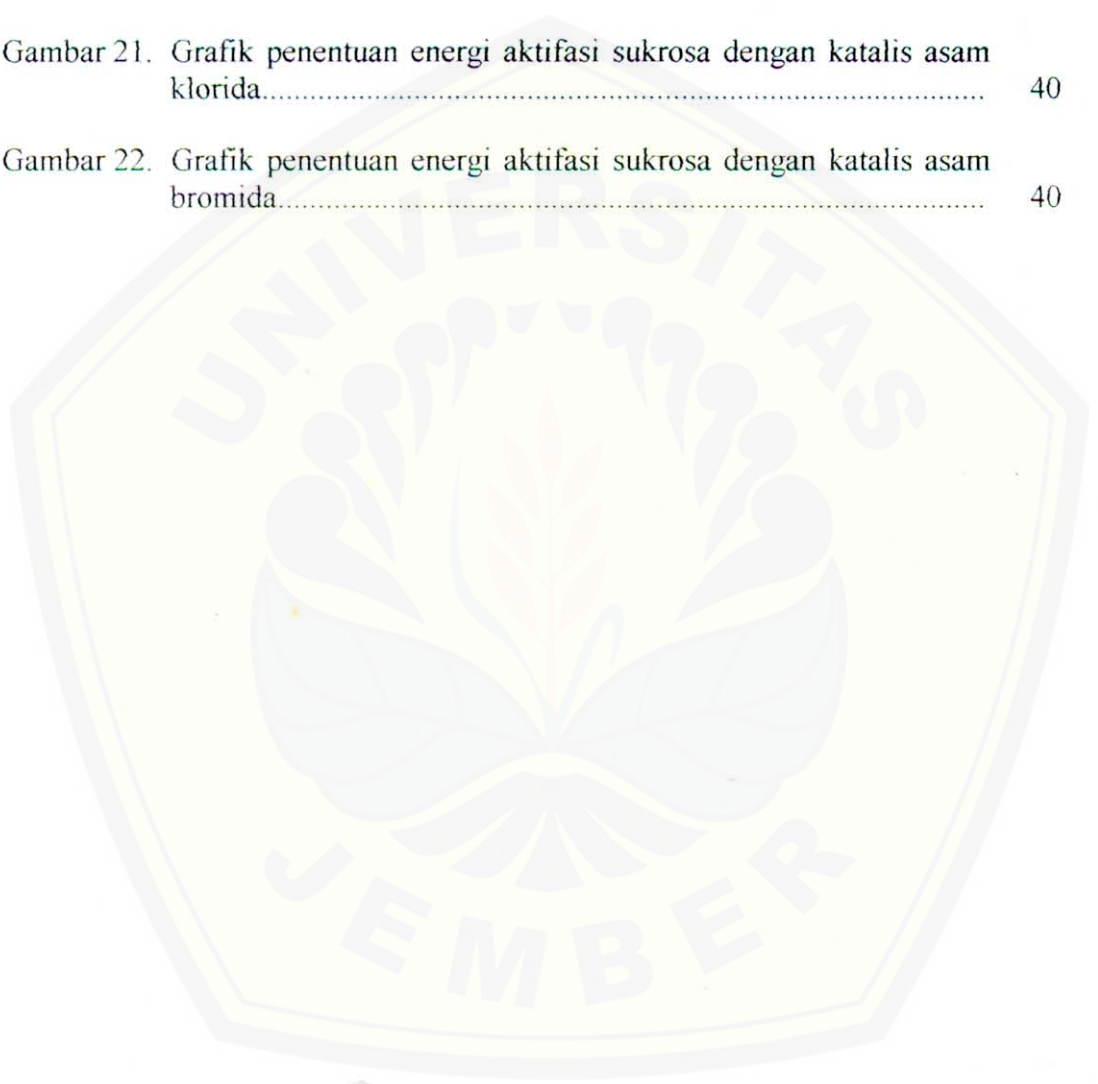 Gambar 21. Grafik penentuan energi aktifasi sukrosa dengan katalis asam
klorida.......................................................................................... 40
Gambar 22. Grafik penentuan energi aktifasi sukrosa dengan katalis asam
bromida........................................................................................ 40
UNIVERSITAS
JEMBER